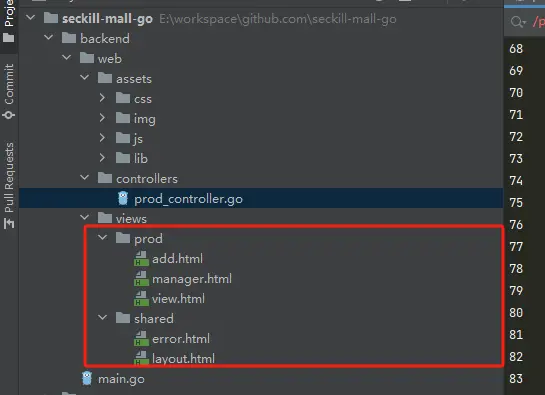 Project
seckill-mall-go E:\workspace\github.com\seckill-mall-go
backend
web
assets
css
img
js
lib
controllers
prod_controller.go
views
prod
add.html
manager.html
view.html
shared
error.html
layout.html
main.go
Commit
Pull Requests
/p
68
69
70
71
72
73
74
75
76
77
78
79
80
81
82
83